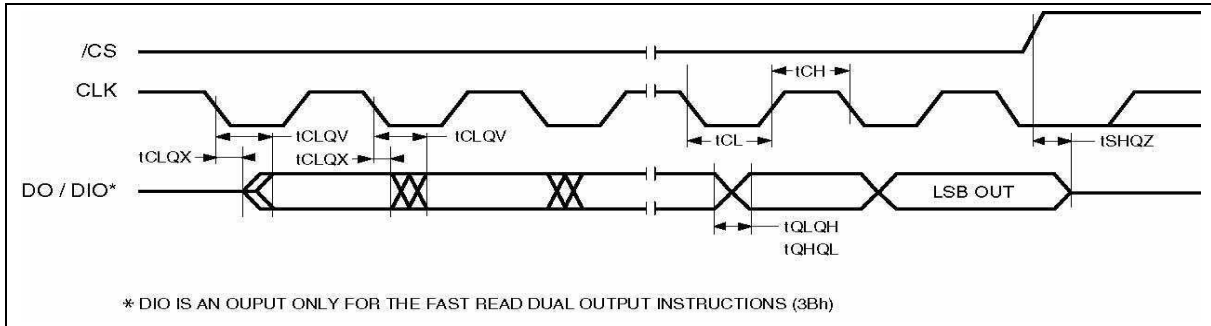 /CS
CLK
tCH
tCLQV
tCLQV
tCLQX
tCLQX
tCL
tSHQZ
DO / DIO*
LSB OUT
tQLQH
tQHQL
* DIO IS AN OUPUT ONLY FOR THE FAST READ DUAL OUTPUT INSTRUCTIONS (3Bh)